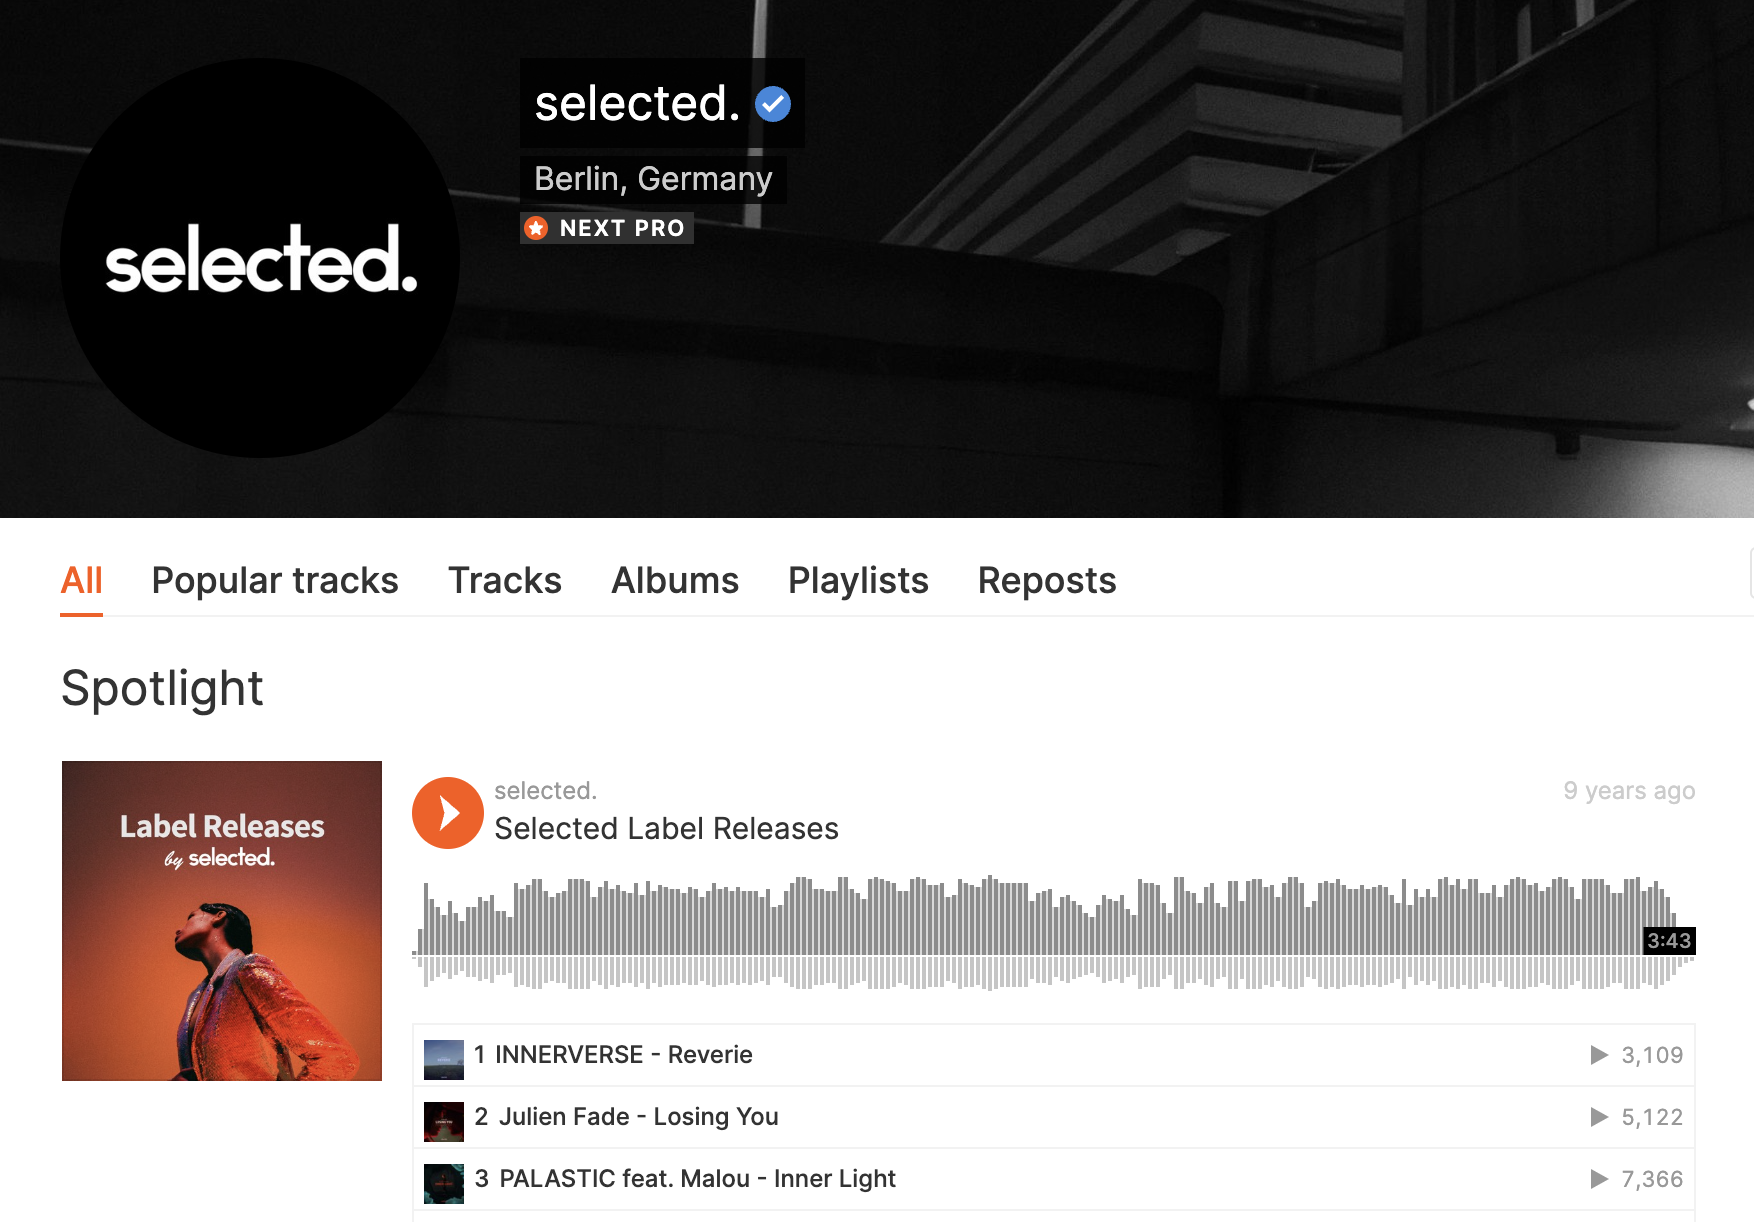 selected.
Berlin, Germany
NEXT PRO
selected.
All Popular tracks Tracks Albums Playlists Reposts
Spotlight
Label Releases
by selected.
selected.
9 years ago
Selected Label Releases
3:43
1 INNERVERSE - Reverie 3,109
2 Julien Fade - Losing You 5,122
3 PALASTIC feat. Malou - Inner Light 7,366